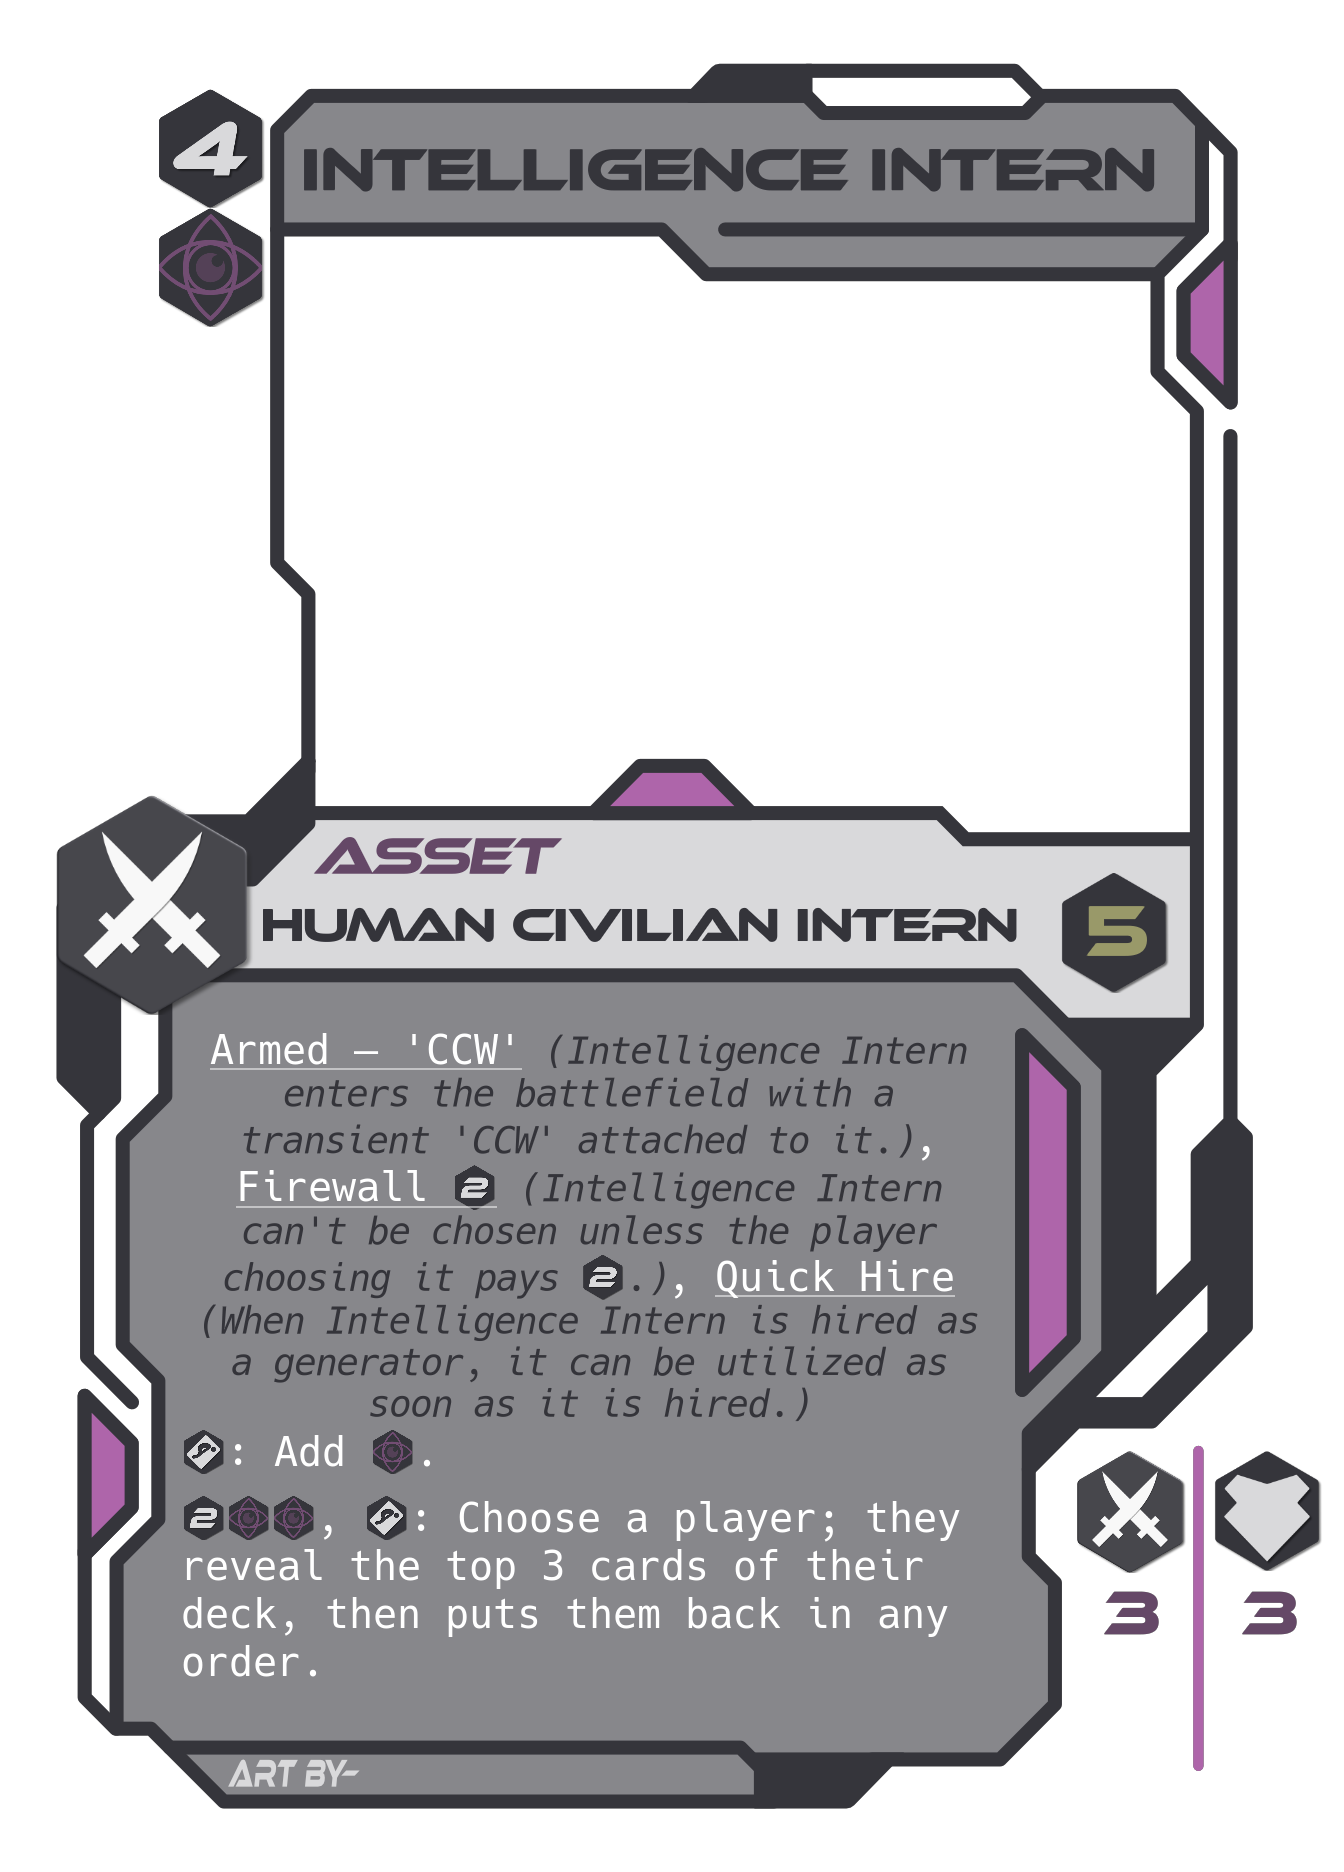 4
INTELLIGENCE INTERN
ASSET
HUMAN CIVILIAN INTERN
5
Armed – 'CCW' (Intelligence Intern
enters the battlefield with a
transient 'CCW' attached to it.),
Firewall 2 (Intelligence Intern
can't be chosen unless the player
choosing it pays 2.), Quick Hire
(When Intelligence Intern is hired as
a generator, it can be utilized as
soon as it is hired.)
: Add .
2, : Choose a player; they
reveal the top 3 cards of their
deck, then puts them back in any
order.
3 3
ART BY-